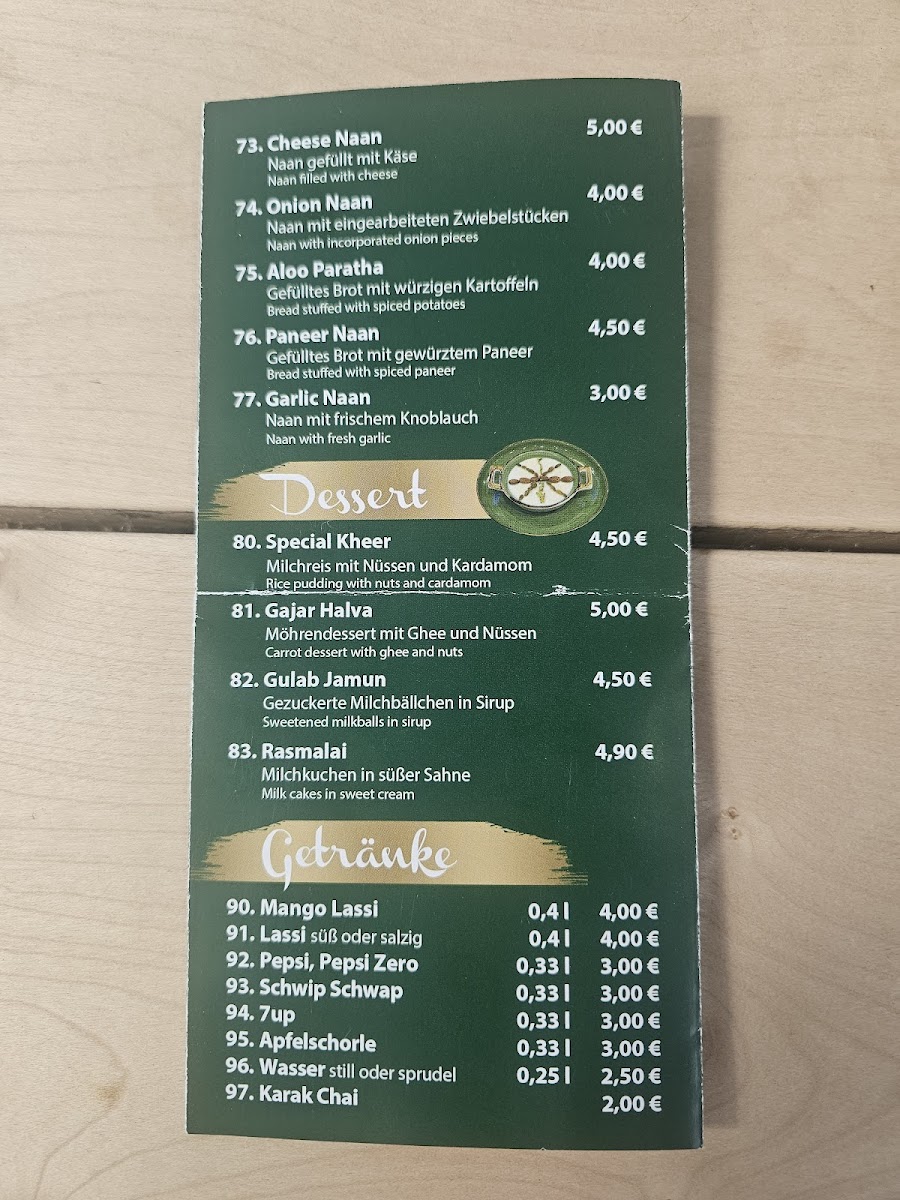 73. Cheese Naan 5,00 €
Naan gefüllt mit Käse
Naan filled with cheese
74. Onion Naan 4,00 €
Naan mit eingearbeiteten Zwiebelstücken
Naan with incorporated onion pieces
75. Aloo Paratha 4,00 €
Gefülltes Brot mit würzigen Kartoffeln
Bread stuffed with spiced potatoes
76. Paneer Naan 4,50 €
Gefülltes Brot mit gewürztem Paneer
Bread stuffed with spiced paneer
77. Garlic Naan 3,00 €
Naan mit frischem Knoblauch
Naan with fresh garlic
Dessert
80. Special Kheer 4,50 €
Milchreis mit Nüssen und Kardamom
Rice pudding with nuts and cardamom
81. Gajar Halva 5,00 €
Möhrendessert mit Ghee und Nüssen
Carrot dessert with ghee and nuts
82. Gulab Jamun 4,50 €
Gezuckerte Milchbällchen in Sirup
Sweetened milkballs in sirup
83. Rasmalai 4,90 €
Milchkuchen in süßer Sahne
Milk cakes in sweet cream
Getränke
90. Mango Lassi 0,4 l 4,00 €
91. Lassi süß oder salzig 0,4 l 4,00 €
92. Pepsi, Pepsi Zero 0,33 l 3,00 €
93. Schwip Schwap 0,33 l 3,00 €
94. 7up 0,33 l 3,00 €
95. Apfelschorle 0,33 l 3,00 €
96. Wasser still oder sprudel 0,25 l 2,50 €
97. Karak Chai 2,00 €